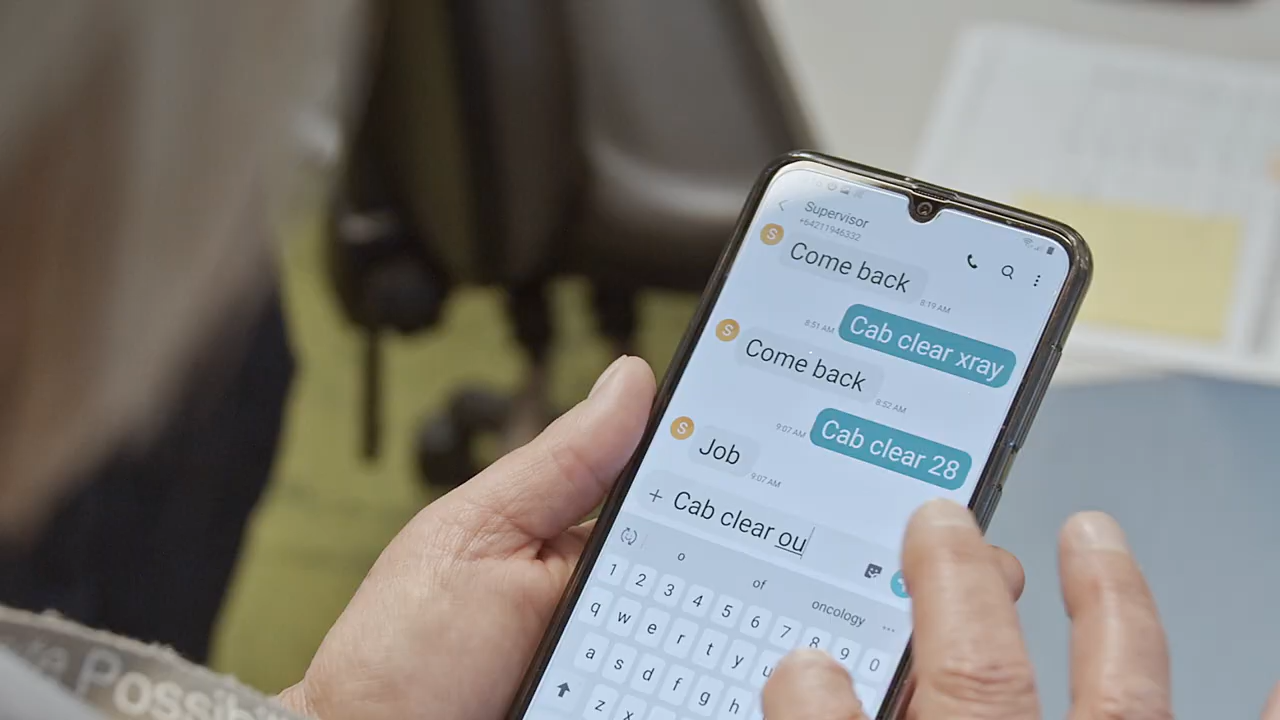 Supervisor
+64211946332
S
Come back
8:19 AM
8:51 AM
Cab clear xray
S
Come back
8:52 AM
9:07 AM
Cab clear 28
S
Job
9:07 AM
+ Cab clear ou
o
of
oncology
1 2 3 4 5 6 7 8 9 0
q w e r t y u
a s d f g h
z x
Possibi